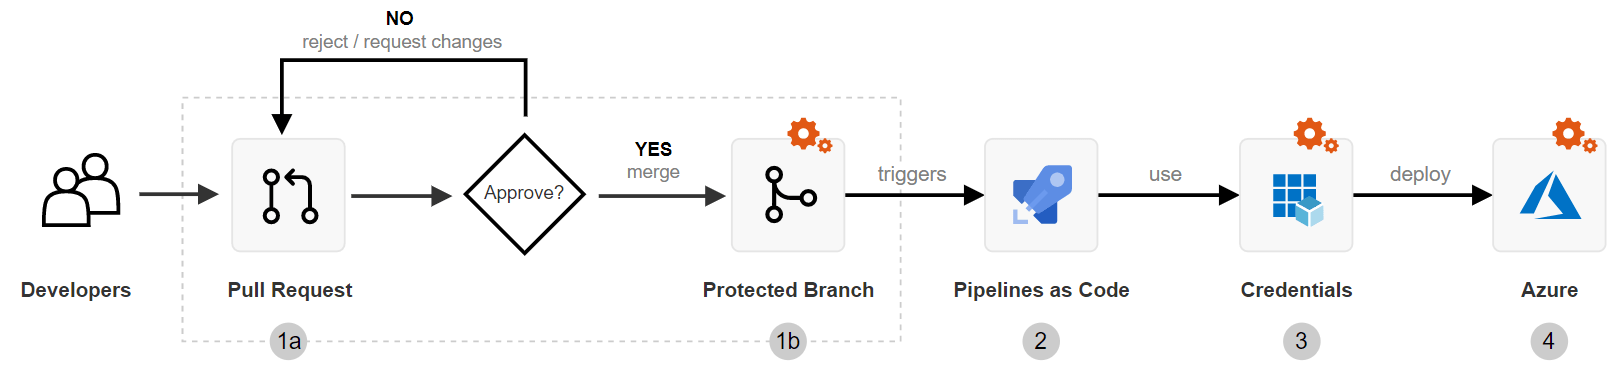 NO
reject / request changes
Approve?
YES
merge
triggers
use
deploy
Developers
Pull Request
Protected Branch
Pipelines as Code
Credentials
Azure
1a
1b
2
3
4